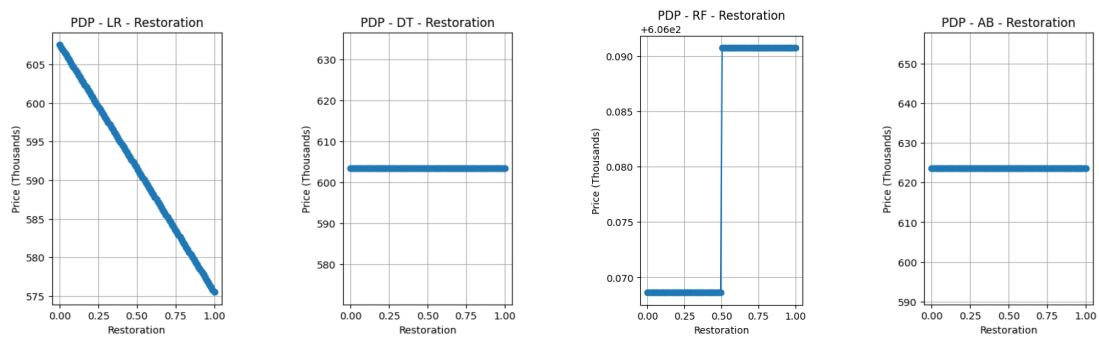 PDP - LR - Restoration
605
600
595
590
585
580
575
Price (Thousands)
0.00 0.25 0.50 0.75 1.00
Restoration
PDP - DT - Restoration
630
620
610
600
590
580
Price (Thousands)
0.00 0.25 0.50 0.75 1.00
Restoration
PDP - RF - Restoration
+6.06e2
0.090
0.085
0.080
0.075
0.070
Price (Thousands)
0.00 0.25 0.50 0.75 1.00
Restoration
PDP - AB - Restoration
650
640
630
620
610
600
590
Price (Thousands)
0.00 0.25 0.50 0.75 1.00
Restoration